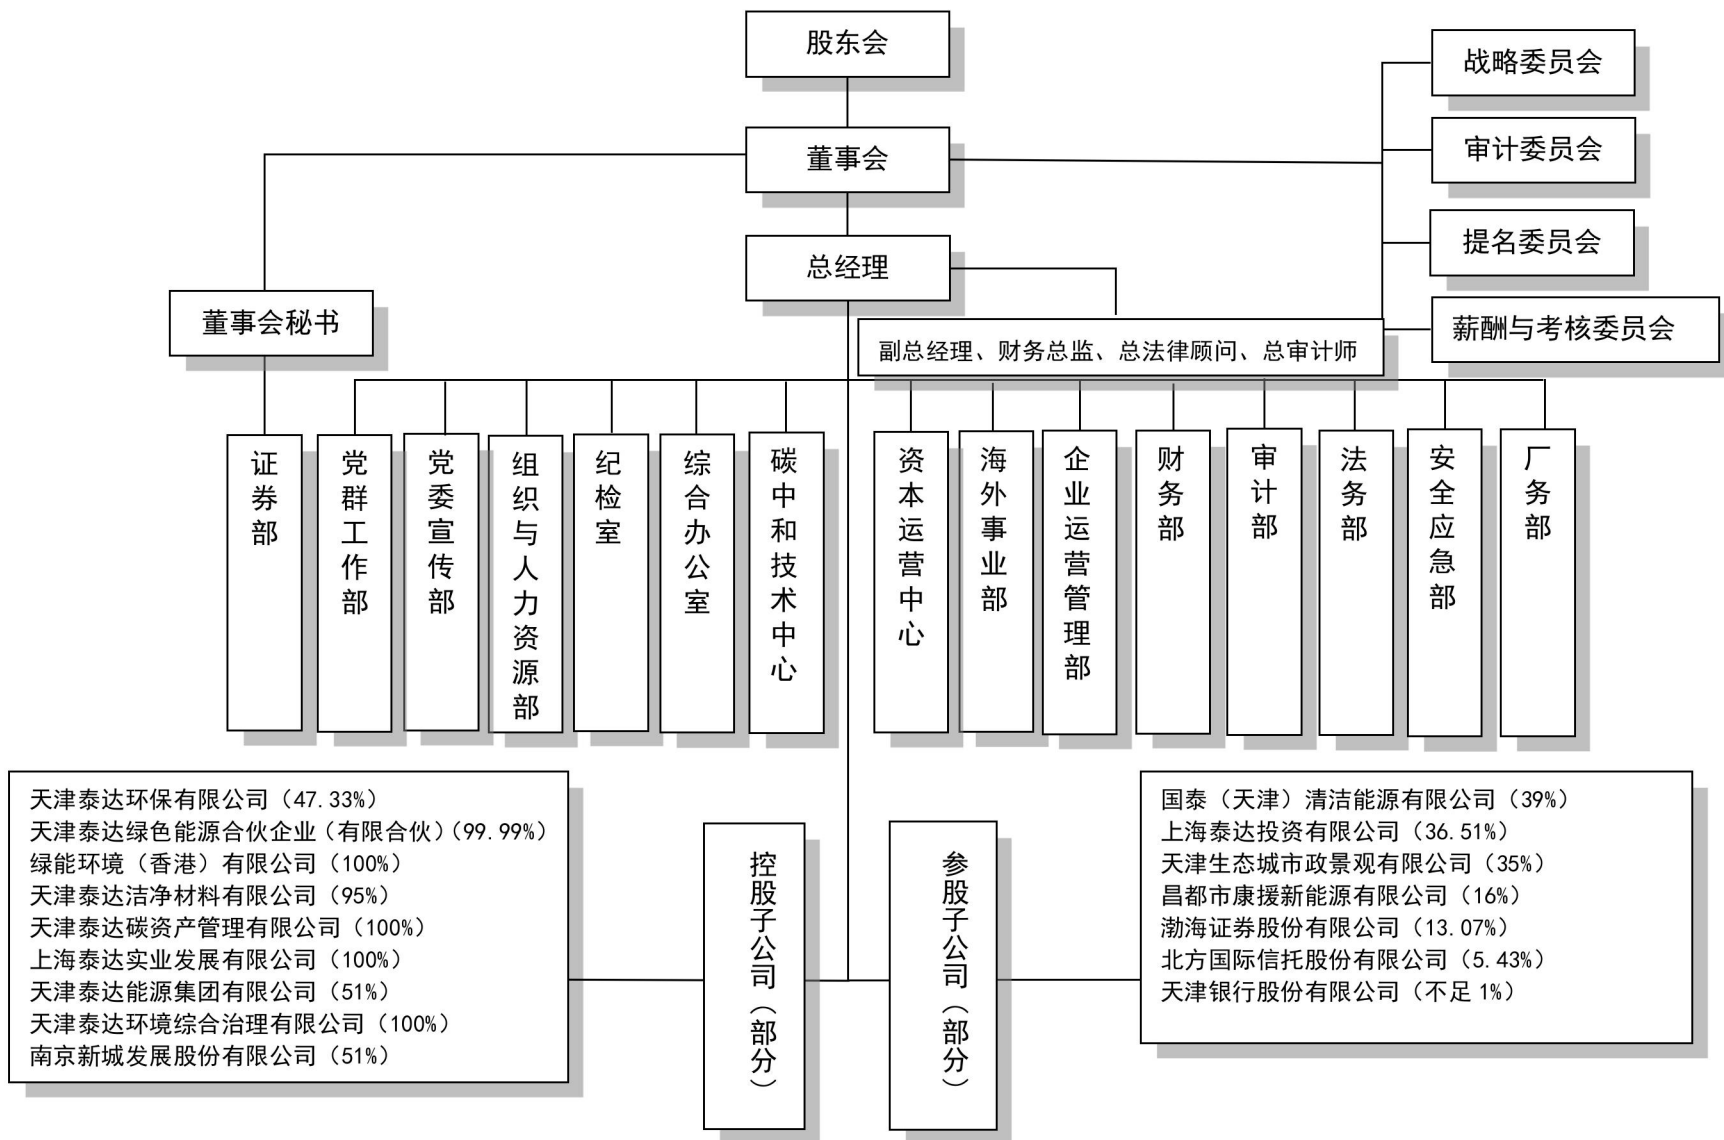 股东会
董事会
总经理
董事会秘书
副总经理、财务总监、总法律顾问、总审计师
战略委员会
审计委员会
提名委员会
薪酬与考核委员会
证券部
党群工作部
党委宣传部
组织与人力资源部
纪检室
综合办公室
碳中和技术中心
资本运营中心
海外事业部
企业运营管理部
财务部
审计部
法务部
安全应急部
厂务部
天津泰达环保有限公司（47.33%）
天津泰达绿色能源合伙企业（有限合伙）（99.99%）
绿能环境（香港）有限公司（100%）
天津泰达洁净材料有限公司（95%）
天津泰达碳资产管理有限公司（100%）
上海泰达实业发展有限公司（100%）
天津泰达能源集团有限公司（51%）
天津泰达环境综合治理有限公司（100%）
南京新城发展股份有限公司（51%）
控股子公司（部分）
参股子公司（部分）
国泰（天津）清洁能源有限公司（39%）
上海泰达投资有限公司（36.51%）
天津生态城市政景观有限公司（35%）
昌都市康援新能源有限公司（16%）
渤海证券股份有限公司（13.07%）
北方国际信托股份有限公司（5.43%）
天津银行股份有限公司（不足1%）